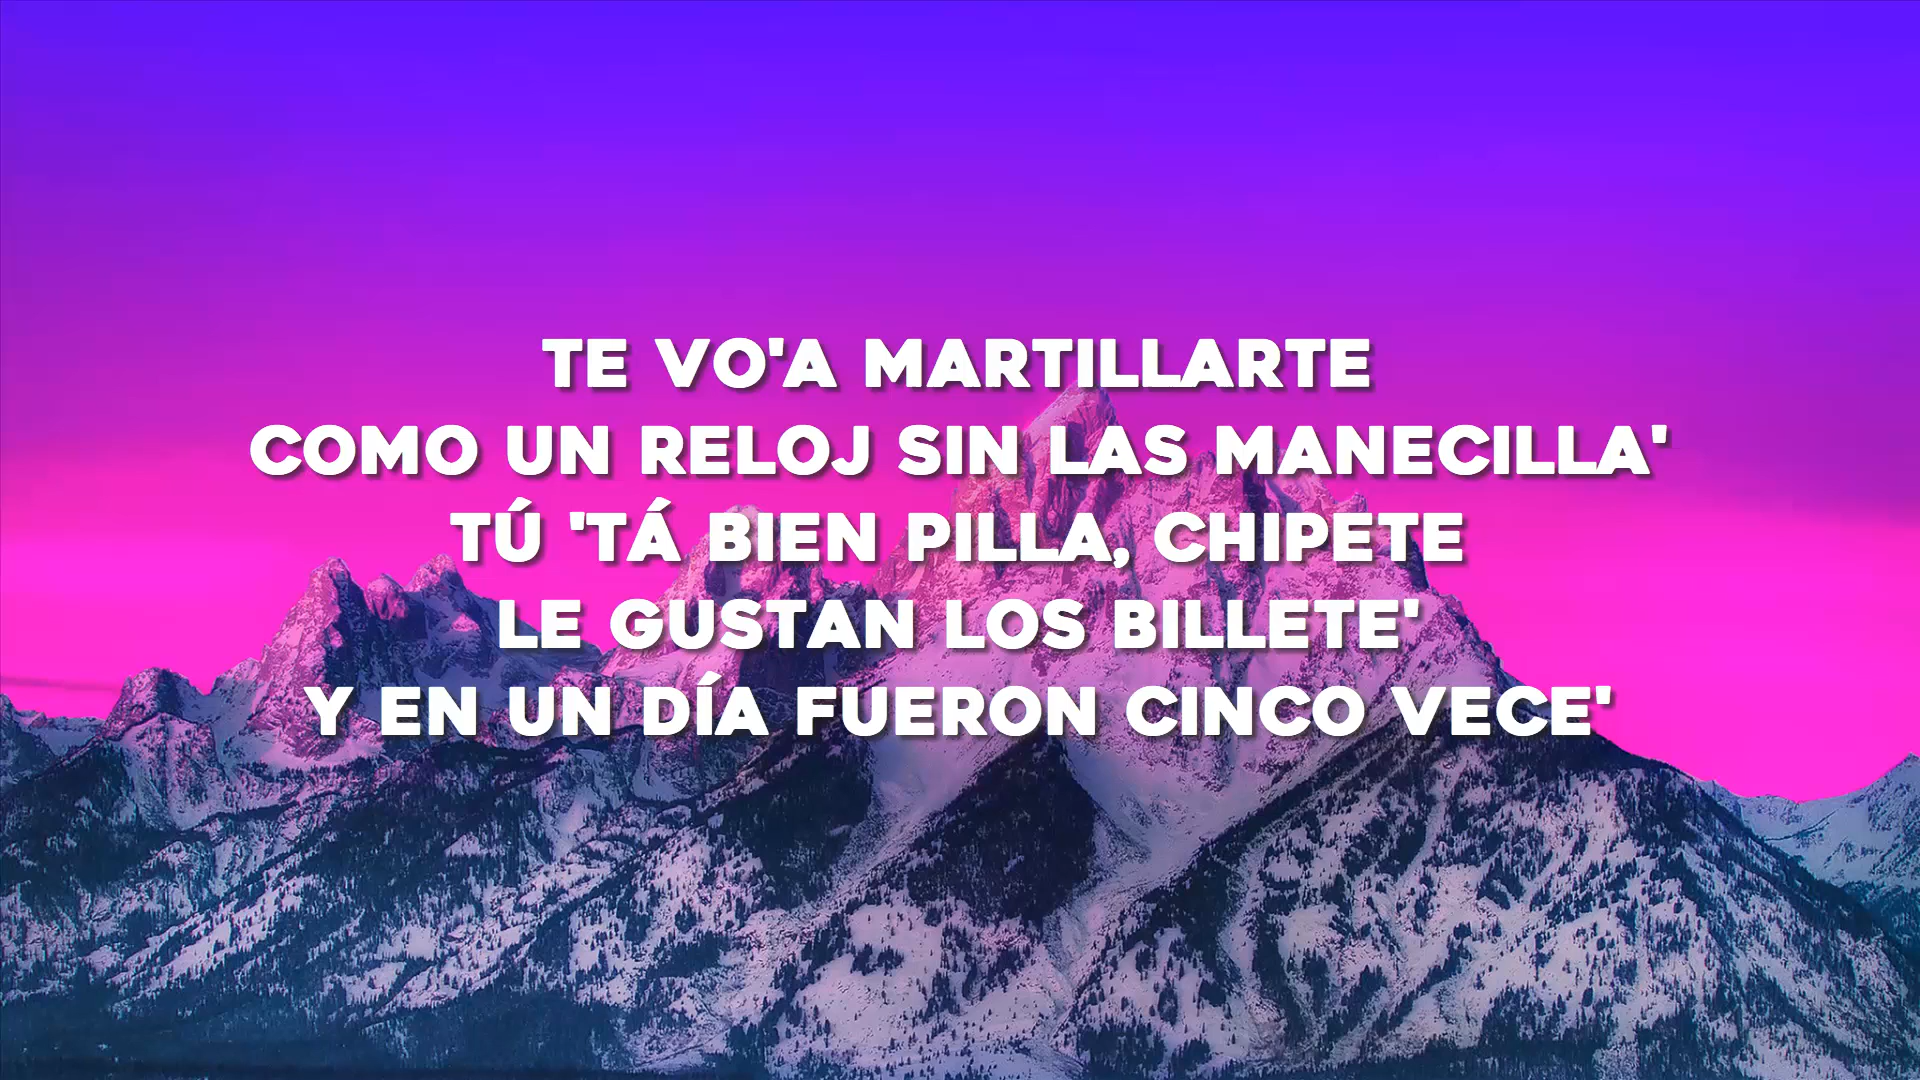 TE VO'A MARTILLARTE
COMO UN RELOJ SIN LAS MANECILLA'
TÚ 'TÁ BIEN PILLA, CHIPETE
LE GUSTAN LOS BILLETE'
Y EN UN DÍA FUERON CINCO VECE'